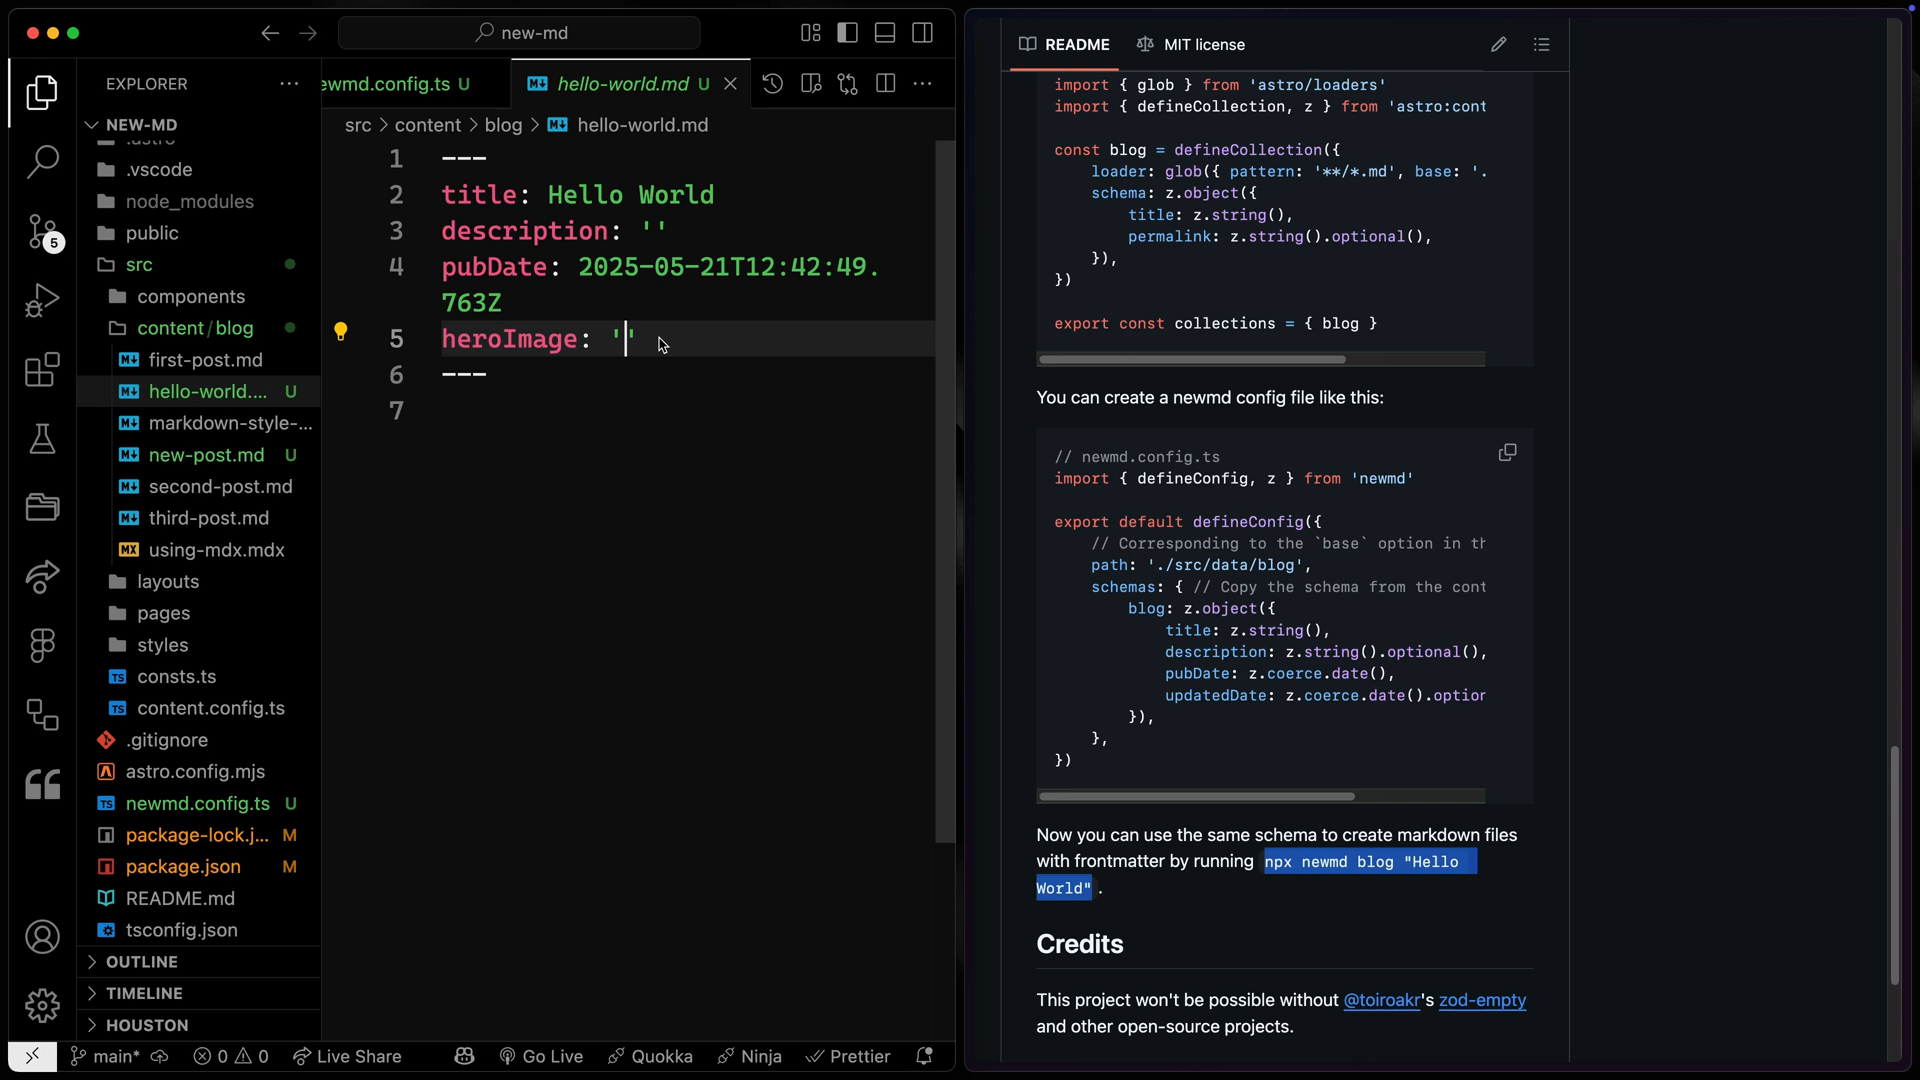 new-md
EXPLORER
NEW-MD
.astro
.vscode
node_modules
public
src
components
content/blog
first-post.md
hello-world.... U
markdown-style-...
new-post.md U
second-post.md
third-post.md
using-mdx.mdx
layouts
pages
styles
consts.ts
content.config.ts
.gitignore
astro.config.mjs
newmd.config.ts U
package-lock.j... M
package.json M
README.md
tsconfig.json
OUTLINE
TIMELINE
HOUSTON
5
ewmd.config.ts U
hello-world.md U
src > content > blog > hello-world.md
1 ---
2 title: Hello World
3 description: ''
4 pubDate: 2025-05-21T12:42:49.
763Z
5 heroImage: ''
6 ---
7
main* 0 0 Live Share Go Live Quokka Ninja Prettier
README MIT license
import { glob } from 'astro/loaders'
import { defineCollection, z } from 'astro:cont
const blog = defineCollection({
loader: glob({ pattern: '**/*.md', base: '.
schema: z.object({
title: z.string(),
permalink: z.string().optional(),
}),
})
export const collections = { blog }
You can create a newmd config file like this:
// newmd.config.ts
import { defineConfig, z } from 'newmd'
export default defineConfig({
// Corresponding to the `base` option in th
path: './src/data/blog',
schemas: { // Copy the schema from the cont
blog: z.object({
title: z.string(),
description: z.string().optional(),
pubDate: z.coerce.date(),
updatedDate: z.coerce.date().option
}),
},
})
Now you can use the same schema to create markdown files
with frontmatter by running npx newmd blog "Hello
World" .
Credits
This project won't be possible without @toiroakr's zod-empty
and other open-source projects.